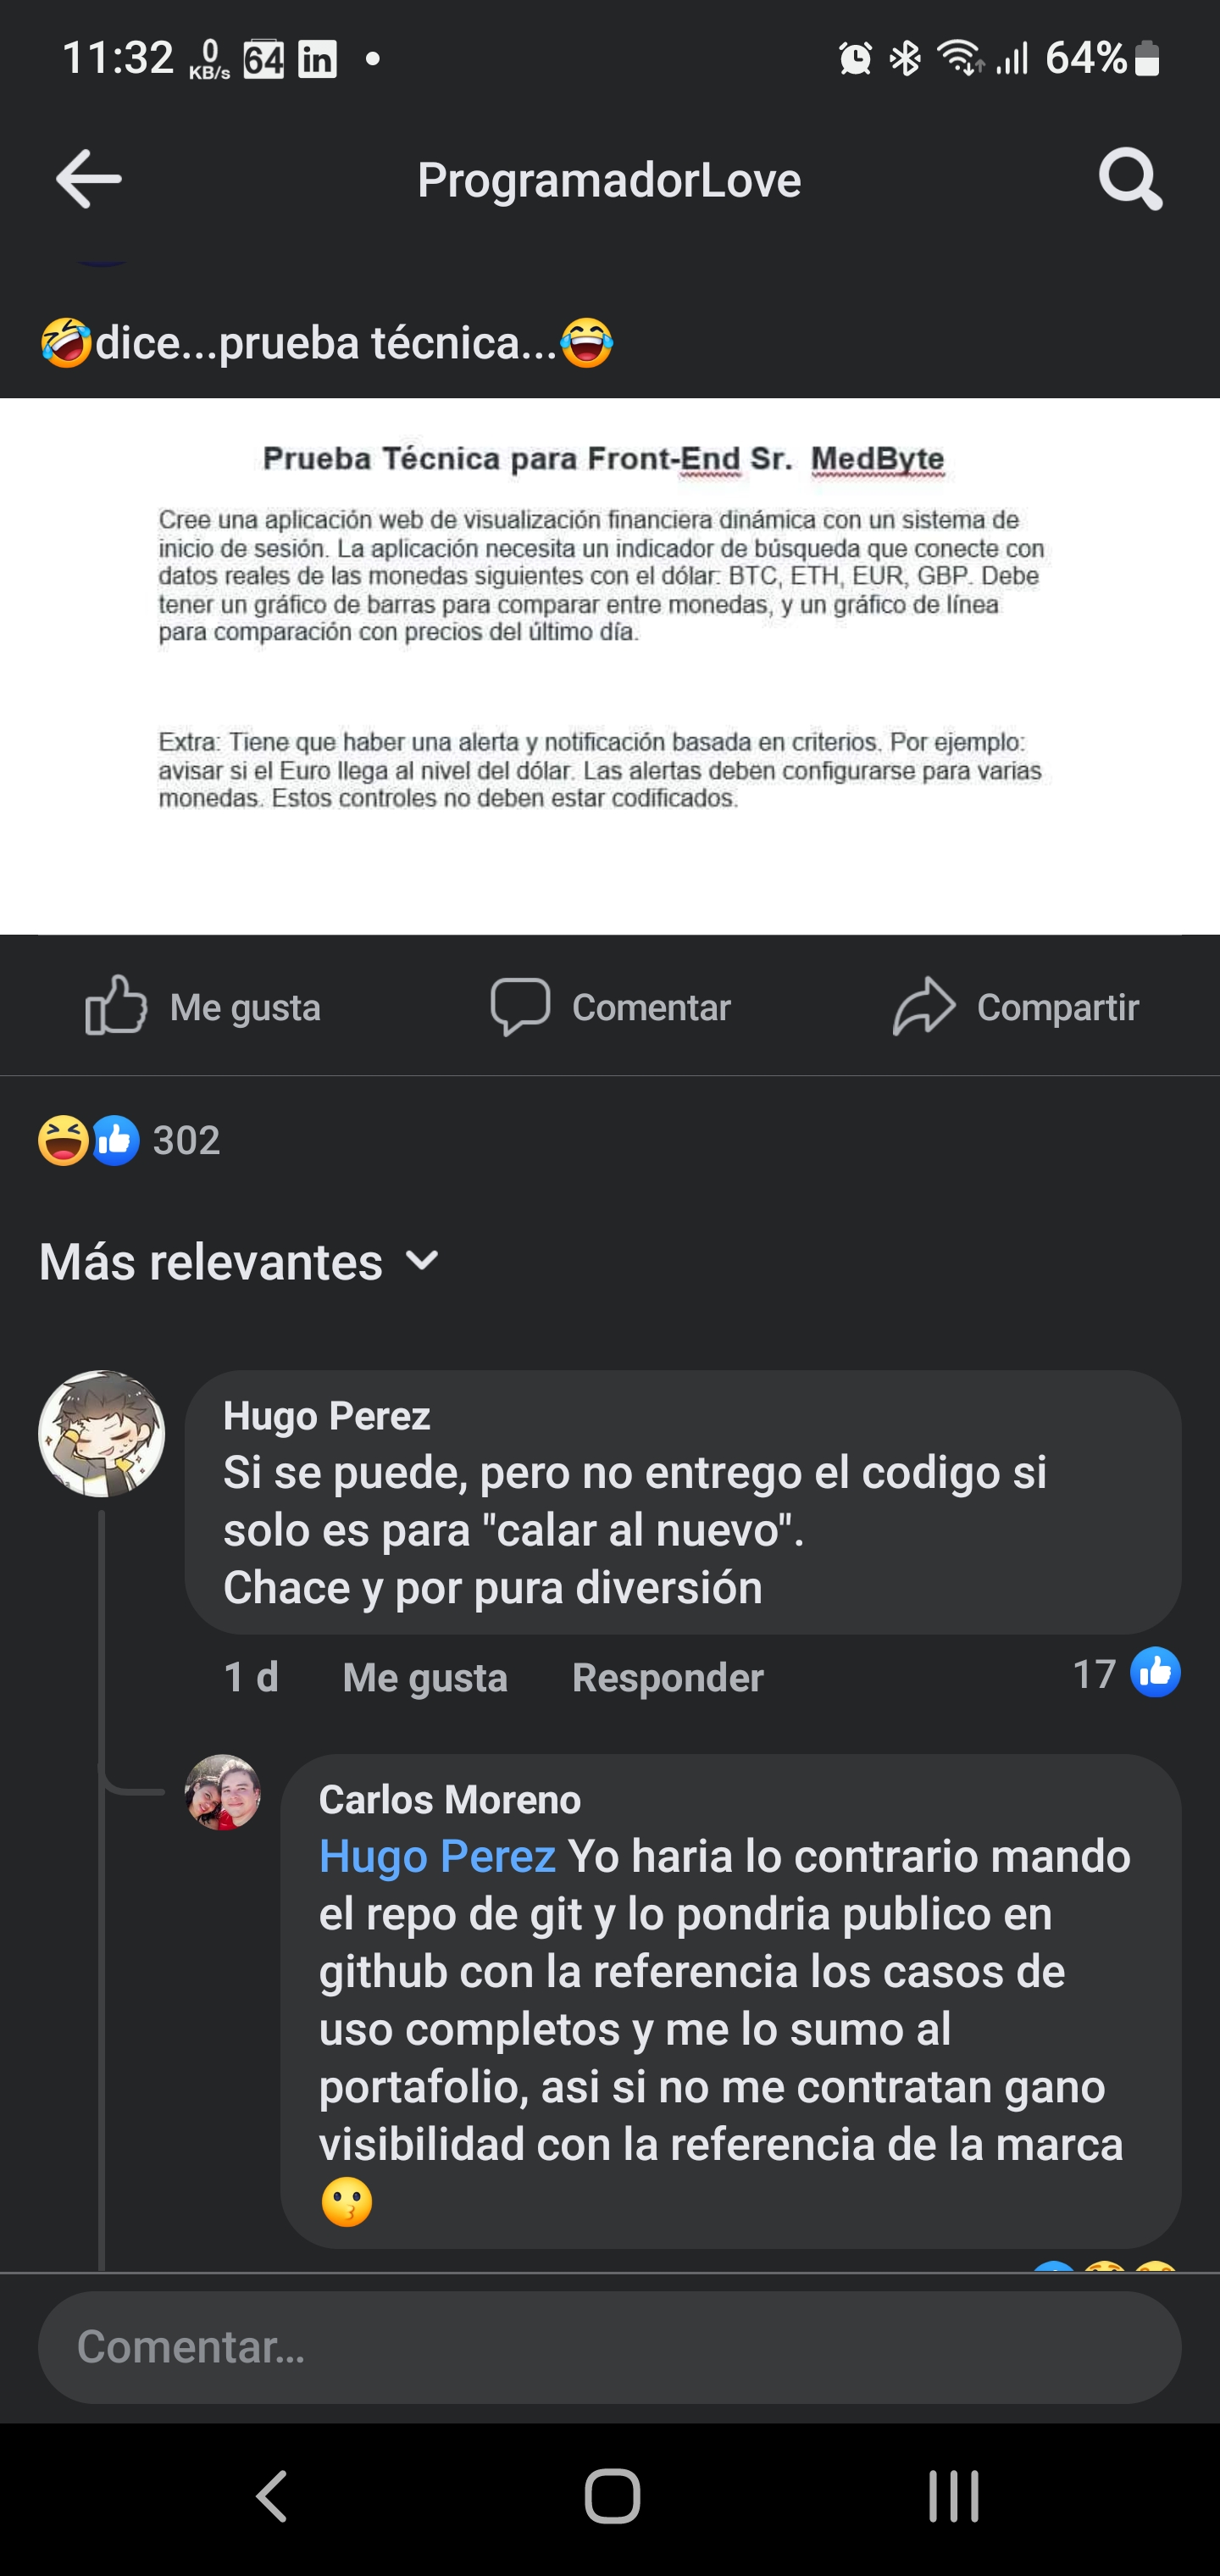 11:32 0 KB/s 64 in 64%
ProgramadorLove
🤣dice...prueba técnica...😂
Prueba Técnica para Front-End Sr. MedByte
Cree una aplicación web de visualización financiera dinámica con un sistema de
inicio de sesión. La aplicación necesita un indicador de búsqueda que conecte con
datos reales de las monedas siguientes con el dólar: BTC, ETH, EUR, GBP. Debe
tener un gráfico de barras para comparar entre monedas, y un gráfico de línea
para comparación con precios del último día.
Extra: Tiene que haber una alerta y notificación basada en criterios. Por ejemplo:
avisar si el Euro llega al nivel del dólar. Las alertas deben configurarse para varias
monedas. Estos controles no deben estar codificados.
Me gusta Comentar Compartir
302
Más relevantes
Hugo Perez
Si se puede, pero no entrego el codigo si
solo es para "calar al nuevo".
Chace y por pura diversión
1 d Me gusta Responder 17
Carlos Moreno
Hugo Perez Yo haria lo contrario mando
el repo de git y lo pondria publico en
github con la referencia los casos de
uso completos y me lo sumo al
portafolio, asi si no me contratan gano
visibilidad con la referencia de la marca
😗
Comentar...